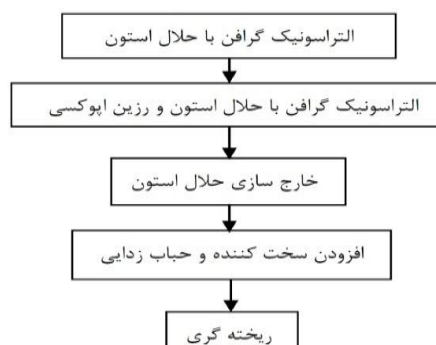 التراسونیک گرافن با حلال استون
التراسونیک گرافن با حلال استون و رزین اپوکسی
خارج سازی حلال استون
افزودن سخت کننده و حباب زدایی
ریخته گری